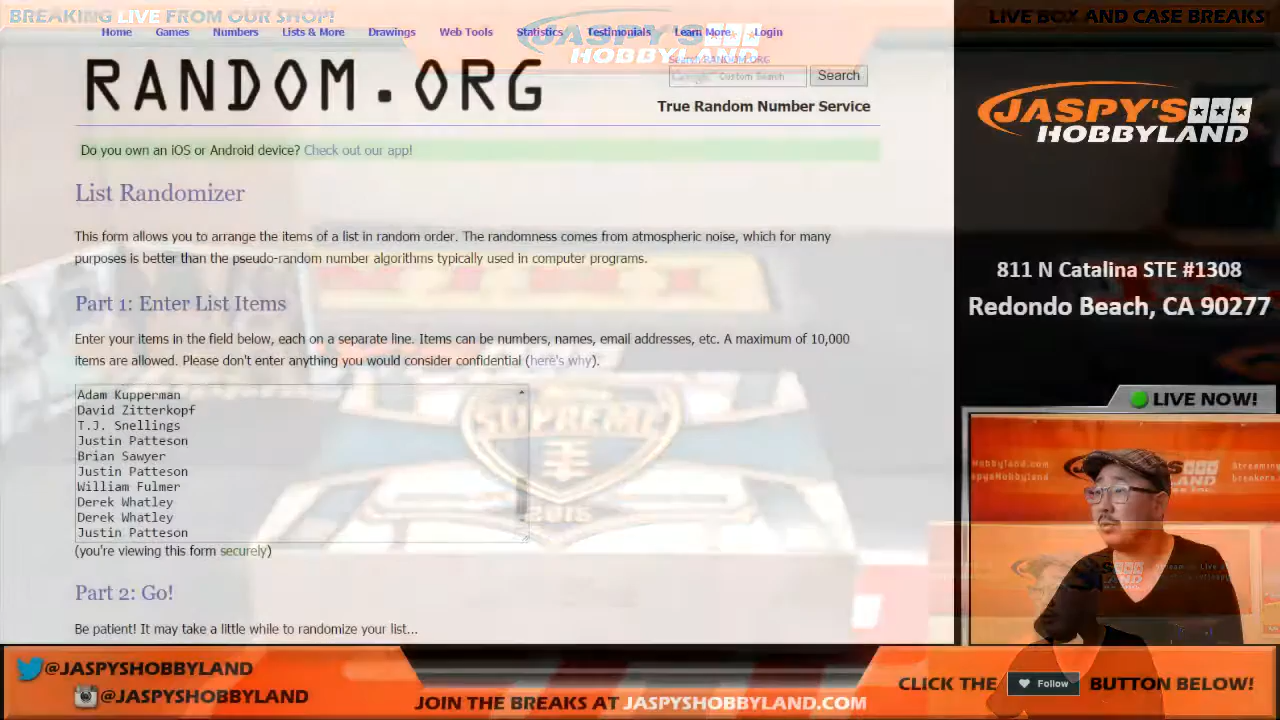 BREAKING LIVE FROM OUR SHOP!
LIVE BOX AND CASE BREAKS
Home Games Numbers Lists & More Drawings Web Tools Statistics Testimonials Learn More Login
JASPY'S
HOBBYLAND
Search RANDOM.ORG
RANDOM.ORG
Custom Search Search
True Random Number Service
Do you own an iOS or Android device? Check out our app!
List Randomizer
This form allows you to arrange the items of a list in random order. The randomness comes from atmospheric noise, which for many
purposes is better than the pseudo-random number algorithms typically used in computer programs.
Part 1: Enter List Items
Enter your items in the field below, each on a separate line. Items can be numbers, names, email addresses, etc. A maximum of 10,000
items are allowed. Please don't enter anything you would consider confidential (here's why).
Adam Kupperman
David Zitterkopf
T.J. Snellings
Justin Patteson
Brian Sawyer
Justin Patteson
William Fulmer
Derek Whatley
Derek Whatley
Justin Patteson
(you're viewing this form securely)
Part 2: Go!
Be patient! It may take a little while to randomize your list...
SUPREME
2015
JASPY'S
HOBBYLAND
811 N Catalina STE #1308
Redondo Beach, CA 90277
LIVE NOW!
@JASPYSHOBBYLAND
@JASPYSHOBBYLAND
JOIN THE BREAKS AT JASPYSHOBBYLAND.COM
CLICK THE Follow BUTTON BELOW!